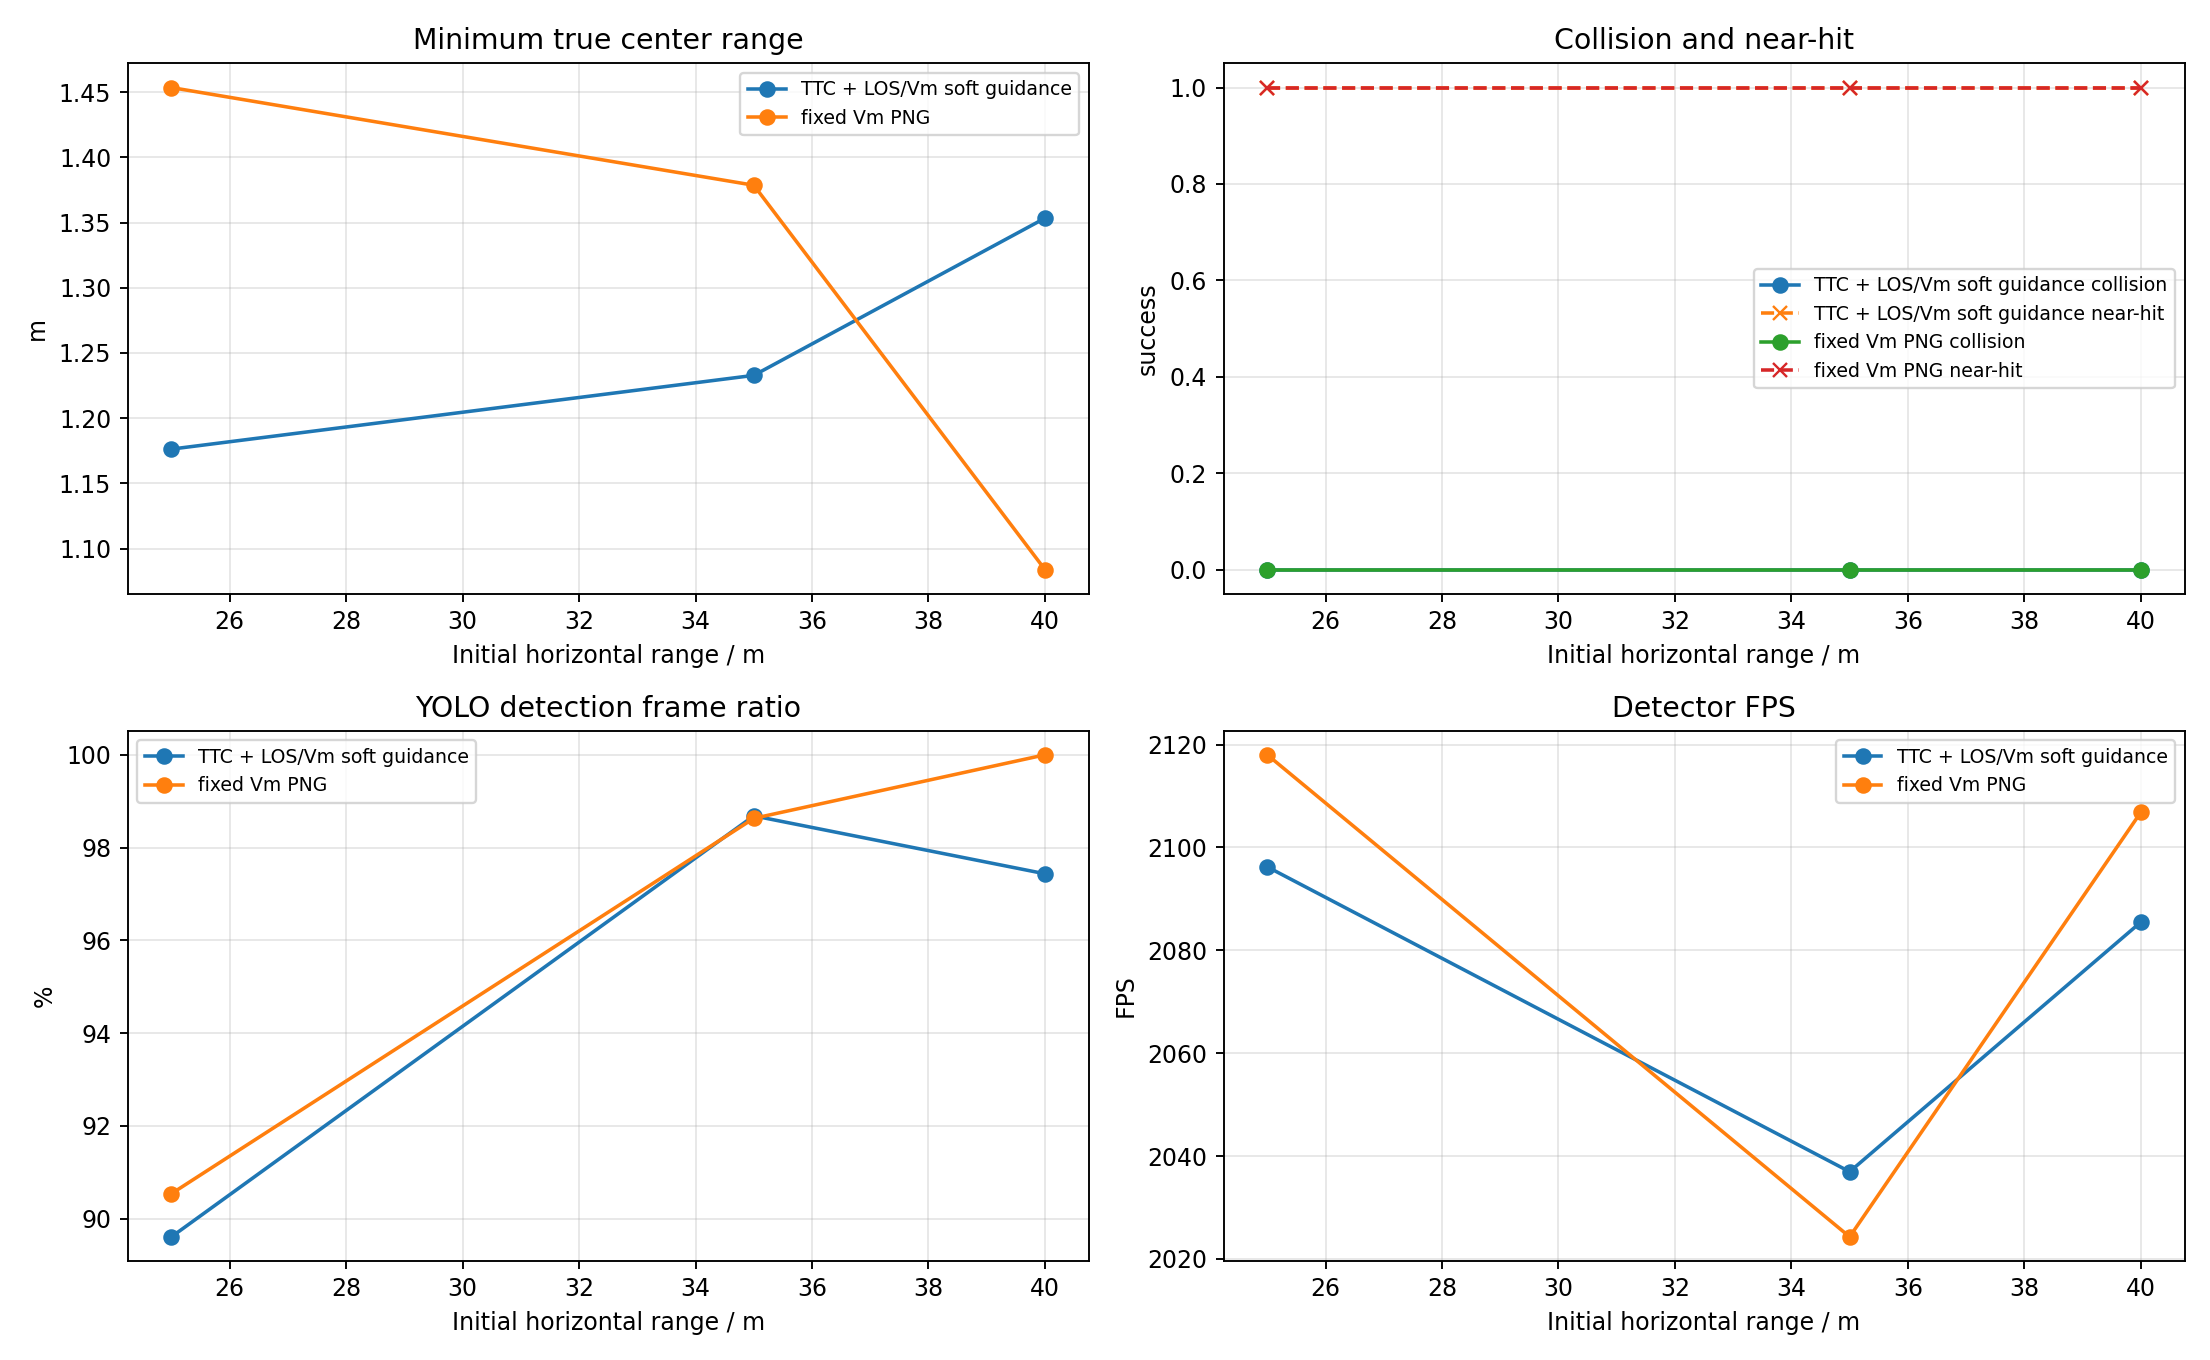 Minimum true center range
1.45
1.40
1.35
1.30
1.25
1.20
1.15
1.10
m
TTC + LOS/Vm soft guidance
fixed Vm PNG
26 28 30 32 34 36 38 40
Initial horizontal range / m
Collision and near-hit
1.0
0.8
0.6
0.4
0.2
0.0
success
TTC + LOS/Vm soft guidance collision
TTC + LOS/Vm soft guidance near-hit
fixed Vm PNG collision
fixed Vm PNG near-hit
26 28 30 32 34 36 38 40
Initial horizontal range / m
YOLO detection frame ratio
100
98
96
94
92
90
%
TTC + LOS/Vm soft guidance
fixed Vm PNG
26 28 30 32 34 36 38 40
Initial horizontal range / m
Detector FPS
2120
2100
2080
2060
2040
2020
FPS
TTC + LOS/Vm soft guidance
fixed Vm PNG
26 28 30 32 34 36 38 40
Initial horizontal range / m